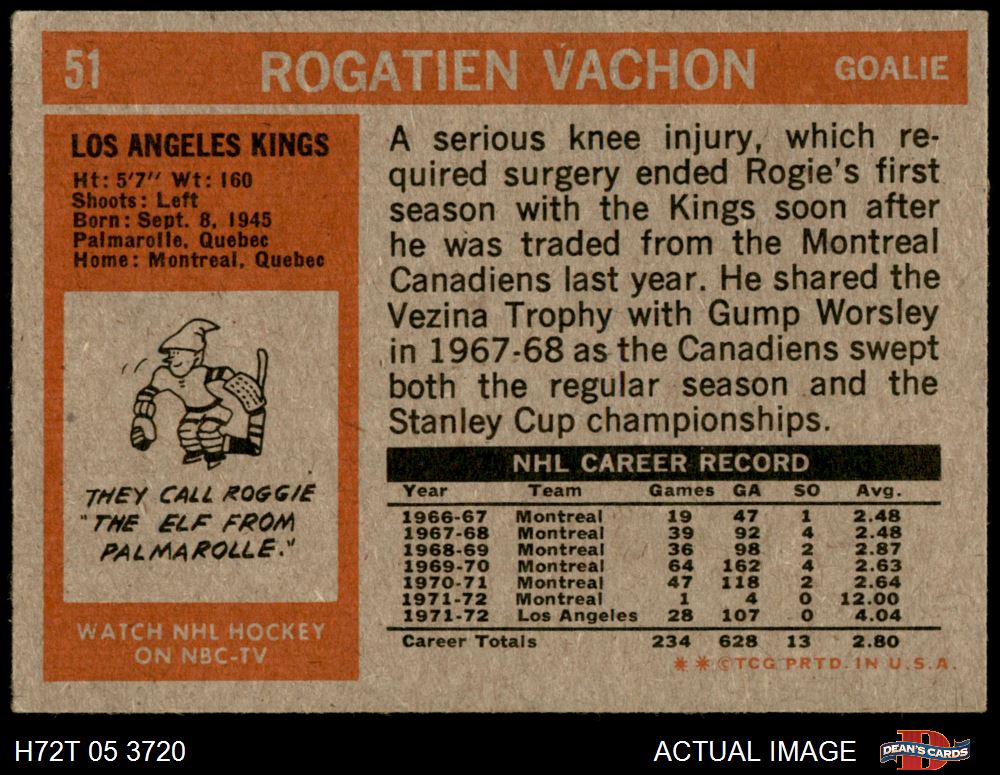 51 ROGATIEN VACHON GOALIE
LOS ANGELES KINGS
Ht: 5'7" Wt: 160
Shoots: Left
Born: Sept. 8, 1945
Palmarolle, Quebec
Home: Montreal, Quebec
THEY CALL ROGGIE
"THE ELF FROM
PALMAROLLE."
WATCH NHL HOCKEY
ON NBC-TV
A serious knee injury, which re-
quired surgery ended Rogie's first
season with the Kings soon after
he was traded from the Montreal
Canadiens last year. He shared the
Vezina Trophy with Gump Worsley
in 1967-68 as the Canadiens swept
both the regular season and the
Stanley Cup championships.
NHL CAREER RECORD
Year Team Games GA SO Avg.
1966-67 Montreal 19 47 1 2.48
1967-68 Montreal 39 92 4 2.48
1968-69 Montreal 36 98 2 2.87
1969-70 Montreal 64 162 4 2.63
1970-71 Montreal 47 118 2 2.64
1971-72 Montreal 1 4 0 12.00
1971-72 Los Angeles 28 107 0 4.04
Career Totals 234 628 13 2.80
* * © TCG PRTD. IN U.S.A.
H72T 05 3720 ACTUAL IMAGE DEAN'S CARDS